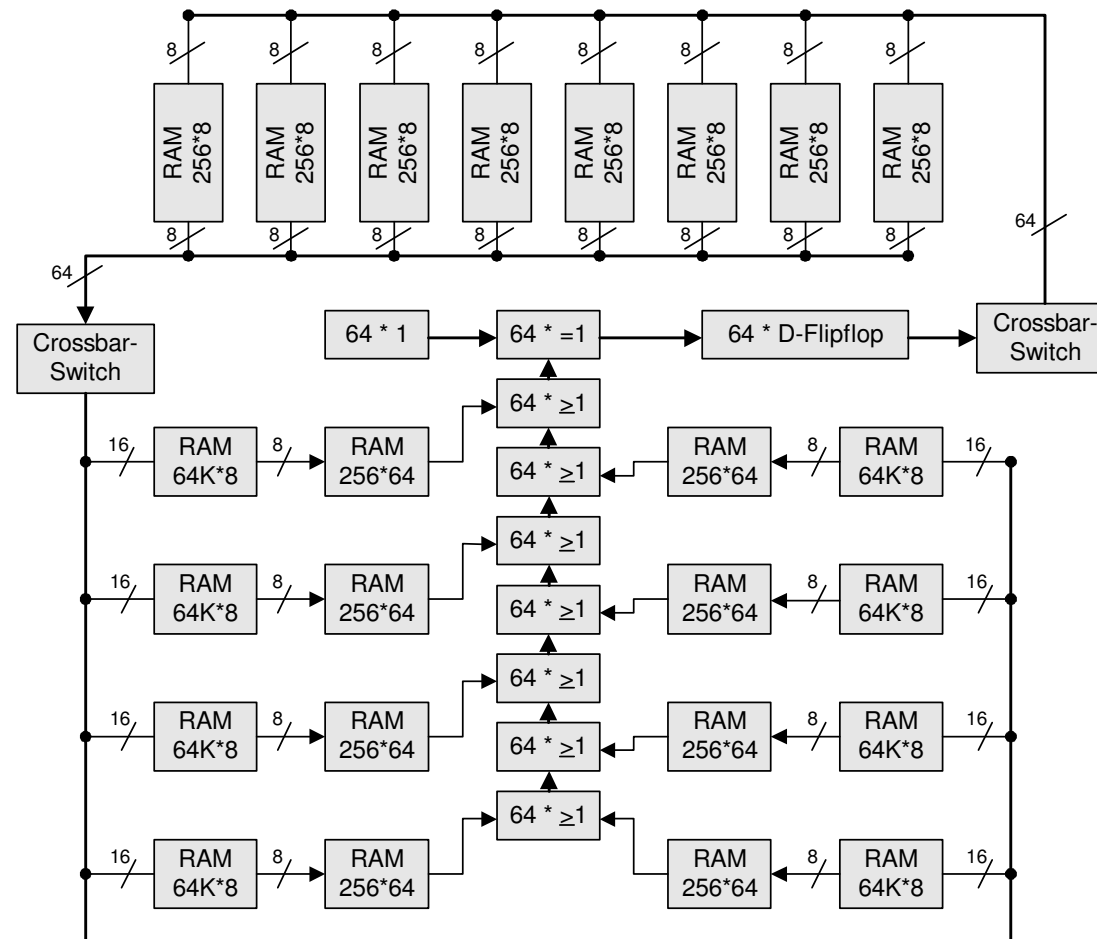 8 8 8 8 8 8 8 8
RAM 256*8 RAM 256*8 RAM 256*8 RAM 256*8 RAM 256*8 RAM 256*8 RAM 256*8 RAM 256*8
64
8 8 8 8 8 8 8 8
64
Crossbar-
Switch
64 * 1
64 * =1
64 * D-Flipflop
Crossbar-
Switch
64 * ≥1
16
RAM
64K*8
8
RAM
256*64
64 * ≥1
RAM
256*64
8
RAM
64K*8
16
64 * ≥1
16
RAM
64K*8
8
RAM
256*64
64 * ≥1
RAM
256*64
8
RAM
64K*8
16
64 * ≥1
16
RAM
64K*8
8
RAM
256*64
64 * ≥1
RAM
256*64
8
RAM
64K*8
16
64 * ≥1
16
RAM
64K*8
8
RAM
256*64
RAM
256*64
8
RAM
64K*8
16